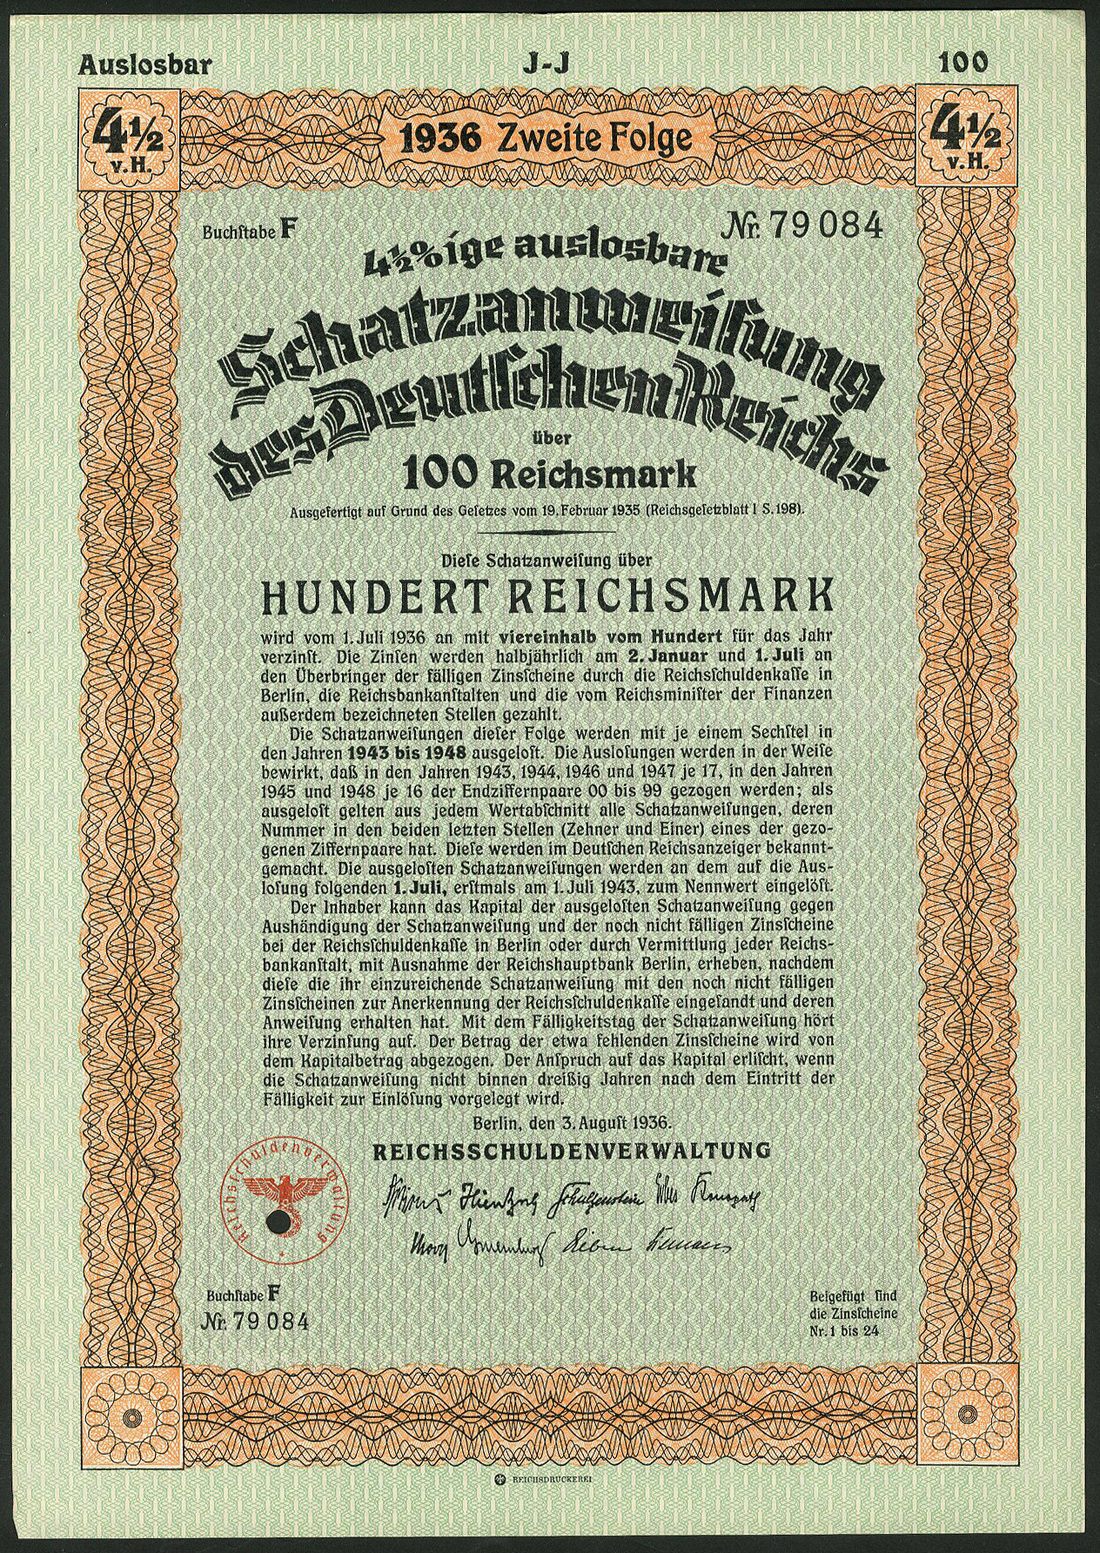 Auslosbar J-J 100
4½ v.H. 1936 Zweite Folge 4½ v.H.
Buchſtabe F Nr. 79 084
4½%ige auslosbare
Schatzanweiſung
des Deutſchen Reichs
über
100 Reichsmark
Ausgefertigt auf Grund des Geſetzes vom 19. Februar 1935 (Reichsgeſetzblatt I S. 198).
Dieſe Schatzanweiſung über
HUNDERT REICHSMARK
wird vom 1. Juli 1936 an mit viereinhalb vom Hundert für das Jahr
verzinſt. Die Zinſen werden halbjährlich am 2. Januar und 1. Juli an
den Überbringer der fälligen Zinsſcheine durch die Reichsſchuldenkaſſe in
Berlin, die Reichsbankanſtalten und die vom Reichsminiſter der Finanzen
außerdem bezeichneten Stellen gezahlt.
Die Schatzanweiſungen dieſer Folge werden mit je einem Sechſtel in
den Jahren 1943 bis 1948 ausgeloſt. Die Ausloſungen werden in der Weiſe
bewirkt, daß in den Jahren 1943, 1944, 1946 und 1947 je 17, in den Jahren
1945 und 1948 je 16 der Endziffernpaare 00 bis 99 gezogen werden; als
ausgeloſt gelten aus jedem Wertabſchnitt alle Schatzanweiſungen, deren
Nummer in den beiden letzten Stellen (Zehner und Einer) eines der gezo-
genen Ziffernpaare hat. Dieſe werden im Deutſchen Reichsanzeiger bekannt-
gemacht. Die ausgeloſten Schatzanweiſungen werden an dem auf die Aus-
loſung folgenden 1. Juli, erſtmals am 1. Juli 1943, zum Nennwert eingelöſt.
Der Inhaber kann das Kapital der ausgeloſten Schatzanweiſung gegen
Aushändigung der Schatzanweiſung und der noch nicht fälligen Zinsſcheine
bei der Reichsſchuldenkaſſe in Berlin oder durch Vermittlung jeder Reichs-
bankanſtalt, mit Ausnahme der Reichshauptbank Berlin, erheben, nachdem
dieſe die ihr einzureichende Schatzanweiſung mit den noch nicht fälligen
Zinsſcheinen zur Anerkennung der Reichsſchuldenkaſſe eingeſandt und deren
Anweiſung erhalten hat. Mit dem Fälligkeitstag der Schatzanweiſung hört
ihre Verzinſung auf. Der Betrag der etwa fehlenden Zinsſcheine wird von
dem Kapitalbetrag abgezogen. Der Anſpruch auf das Kapital erliſcht, wenn
die Schatzanweiſung nicht binnen dreißig Jahren nach dem Eintritt der
Fälligkeit zur Einlöſung vorgelegt wird.
Berlin, den 3. Auguſt 1936.
REICHSSCHULDENVERWALTUNG
Reichsſchuldenverwaltung
Buchſtabe F
Nr. 79 084
Beigefügt ſind
die Zinsſcheine
Nr. 1 bis 24
REICHSDRUCKEREI